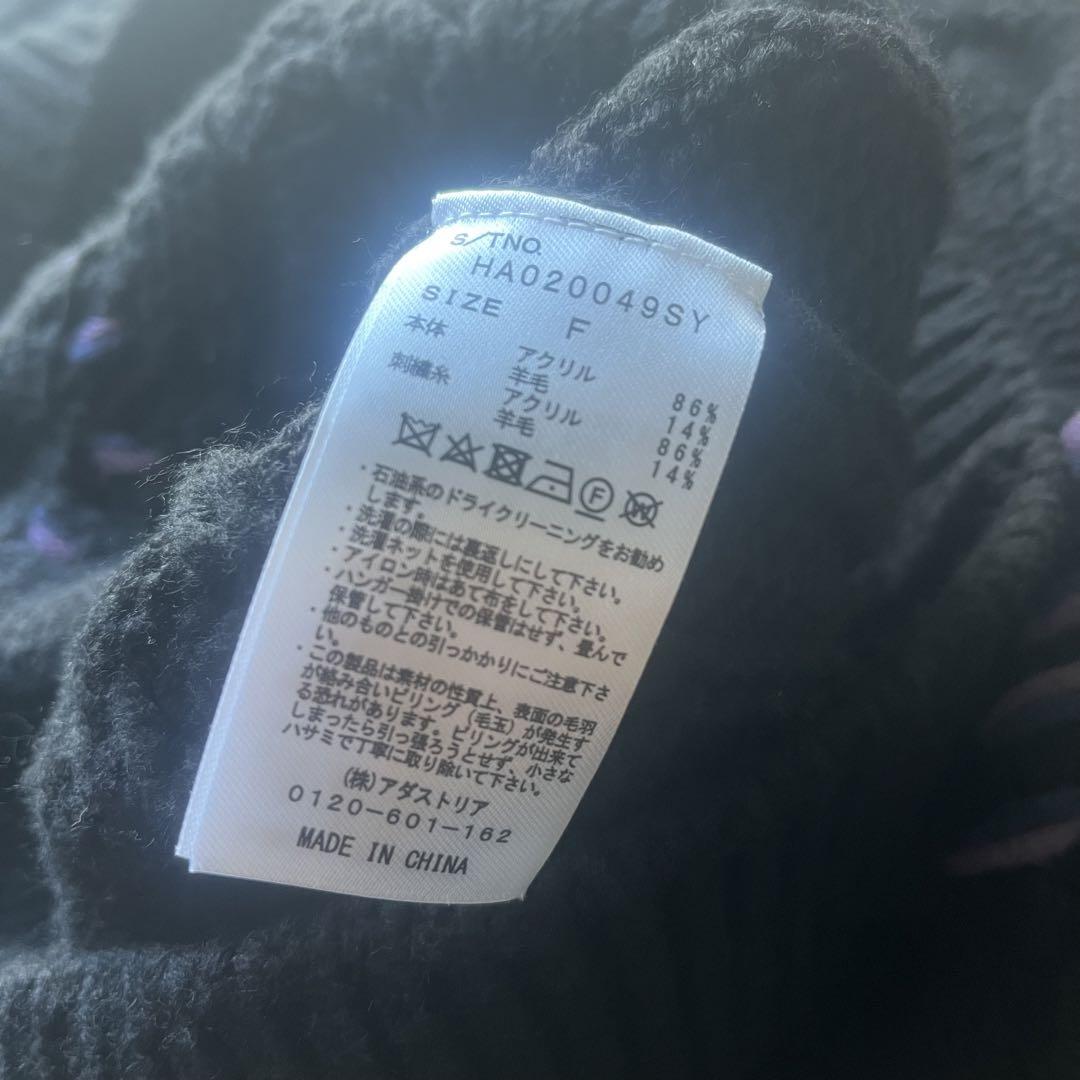 S/TNO.
HA020049SY
SIZE F
本体 アクリル 86%
羊毛 14%
刺繍糸 アクリル 86%
羊毛 14%
F W
・石油系のドライクリーニングをお勧め
します。
・洗濯の際には裏返しにして下さい。
・洗濯ネットを使用して下さい。
・アイロン時はあて布をして下さい。
・ハンガー掛けでの保管はせず、畳んで
保管して下さい。
・他のものとの引っかかりにご注意下さ
い。
・この製品は素材の性質上、表面の毛羽
が絡み合いピリング（毛玉）が発生す
る恐れがあります。ピリングが出来て
しまったら引っ張ろうとせず、小さな
ハサミで丁寧に取り除いて下さい。
(株)アダストリア
0120-601-162
MADE IN CHINA